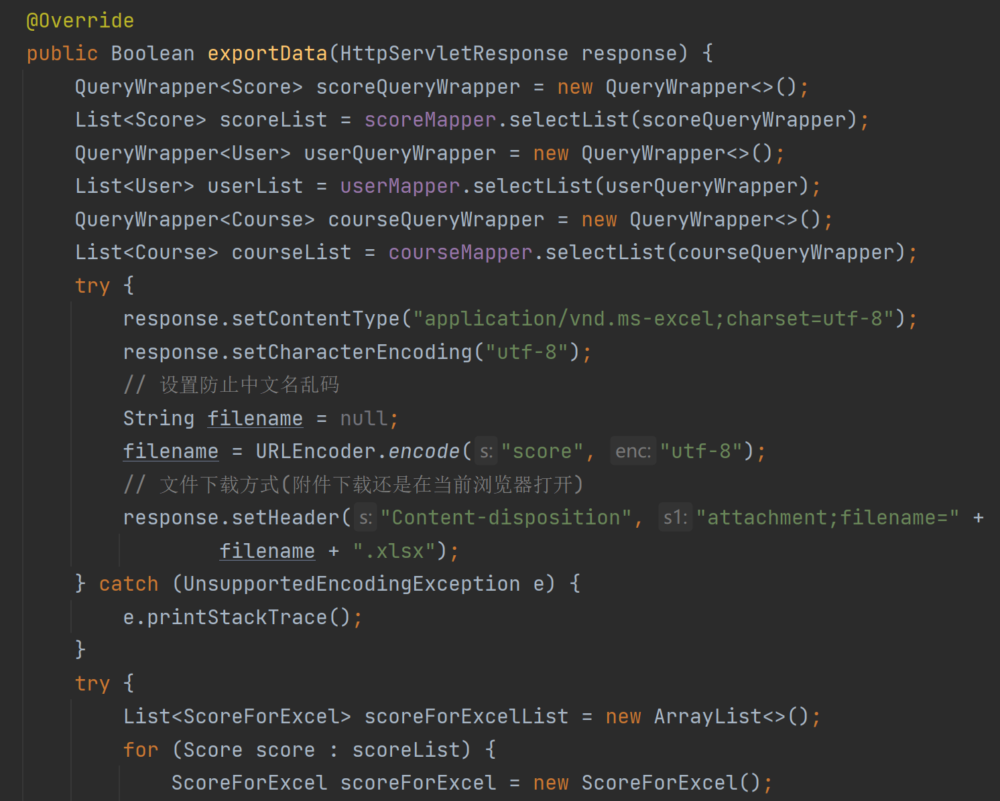 @Override
public Boolean exportData(HttpServletResponse response) {
QueryWrapper<Score> scoreQueryWrapper = new QueryWrapper<>();
List<Score> scoreList = scoreMapper.selectList(scoreQueryWrapper);
QueryWrapper<User> userQueryWrapper = new QueryWrapper<>();
List<User> userList = userMapper.selectList(userQueryWrapper);
QueryWrapper<Course> courseQueryWrapper = new QueryWrapper<>();
List<Course> courseList = courseMapper.selectList(courseQueryWrapper);
try {
response.setContentType("application/vnd.ms-excel;charset=utf-8");
response.setCharacterEncoding("utf-8");
// 设置防止中文名乱码
String filename = null;
filename = URLEncoder.encode( s: "score", enc: "utf-8");
// 文件下载方式(附件下载还是在当前浏览器打开)
response.setHeader( s: "Content-disposition", s1: "attachment;filename=" +
filename + ".xlsx");
} catch (UnsupportedEncodingException e) {
e.printStackTrace();
}
try {
List<ScoreForExcel> scoreForExcelList = new ArrayList<>();
for (Score score : scoreList) {
ScoreForExcel scoreForExcel = new ScoreForExcel();